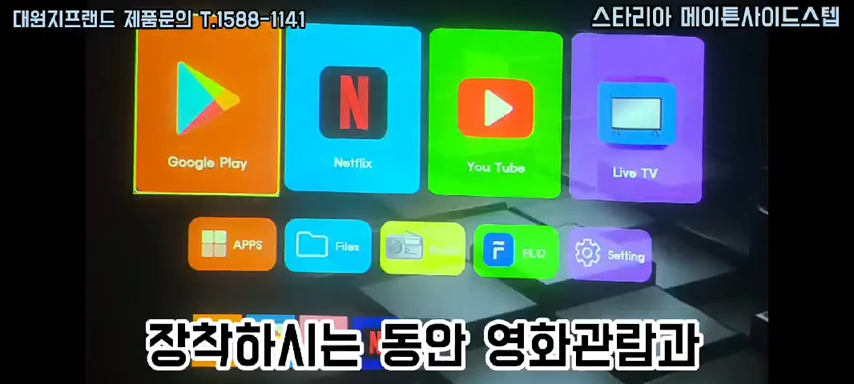 대원지프랜드 제품문의 T.1588-1141
스타리아 메이튼사이드스텝
Google Play
N
Netflix
You Tube
Live TV
APPS
Files
F
FLO
Setting
N
장착하시는 동안 영화관람과